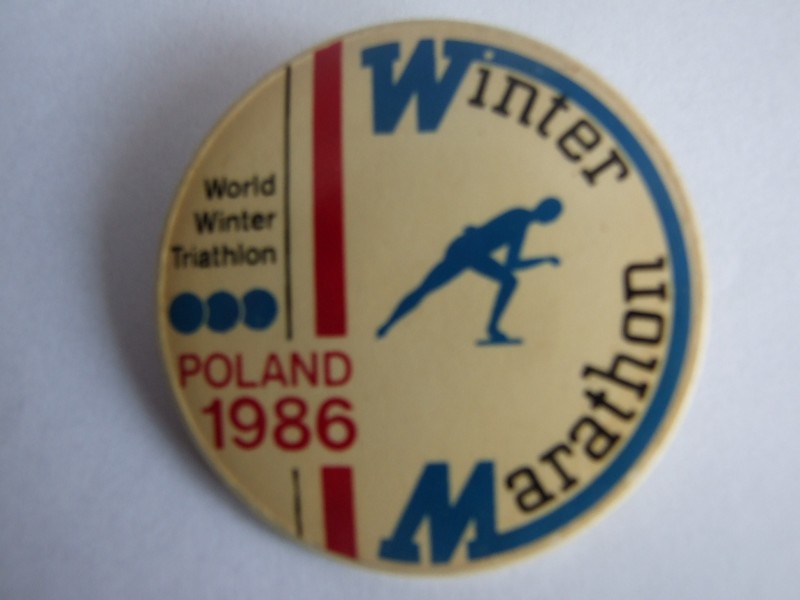 Winter
Marathon
World
Winter
Triathlon
POLAND
1986